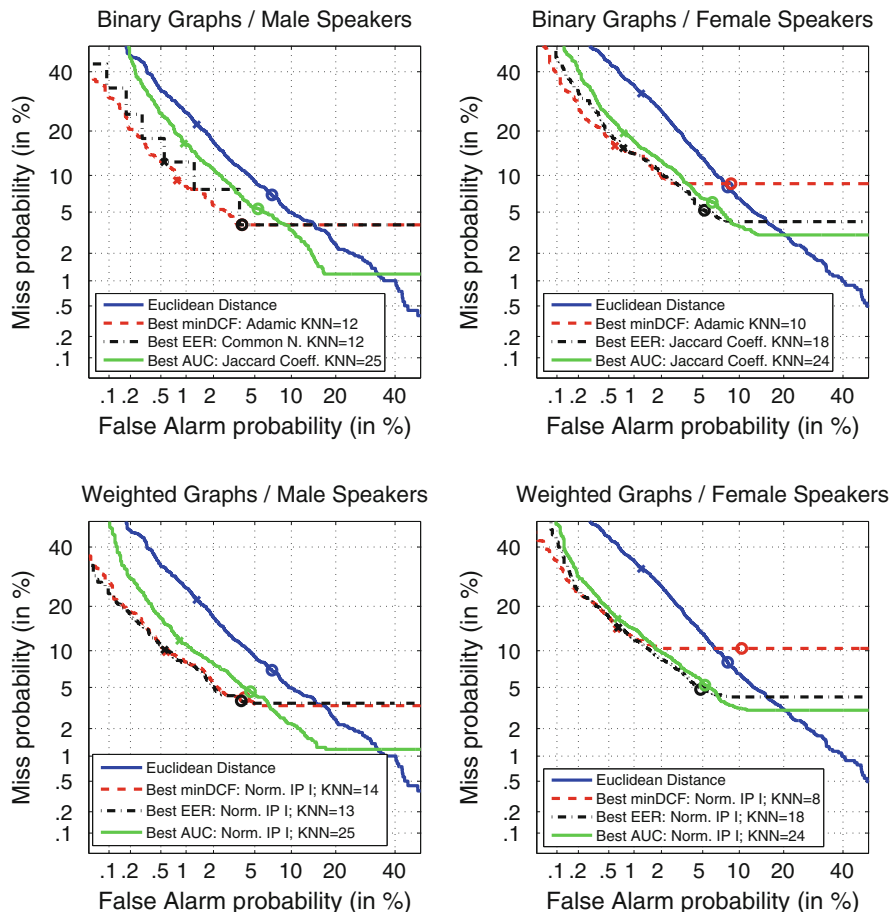 Binary Graphs / Male Speakers
Miss probability (in %)
40
20
10
5
2
1
.5
.2
.1
Euclidean Distance
Best minDCF: Adamic KNN=12
Best EER: Common N. KNN=12
Best AUC: Jaccard Coeff. KNN=25
.1 .2 .5 1 2 5 10 20 40
False Alarm probability (in %)
Binary Graphs / Female Speakers
Miss probability (in %)
40
20
10
5
2
1
.5
.2
.1
Euclidean Distance
Best minDCF: Adamic KNN=10
Best EER: Jaccard Coeff. KNN=18
Best AUC: Jaccard Coeff. KNN=24
.1 .2 .5 1 2 5 10 20 40
False Alarm probability (in %)
Weighted Graphs / Male Speakers
Miss probability (in %)
40
20
10
5
2
1
.5
.2
.1
Euclidean Distance
Best minDCF: Norm. IP I; KNN=14
Best EER: Norm. IP I; KNN=13
Best AUC: Norm. IP I; KNN=25
.1 .2 .5 1 2 5 10 20 40
False Alarm probability (in %)
Weighted Graphs / Female Speakers
Miss probability (in %)
40
20
10
5
2
1
.5
.2
.1
Euclidean Distance
Best minDCF: Norm. IP I; KNN=8
Best EER: Norm. IP I; KNN=18
Best AUC: Norm. IP I; KNN=24
.1 .2 .5 1 2 5 10 20 40
False Alarm probability (in %)